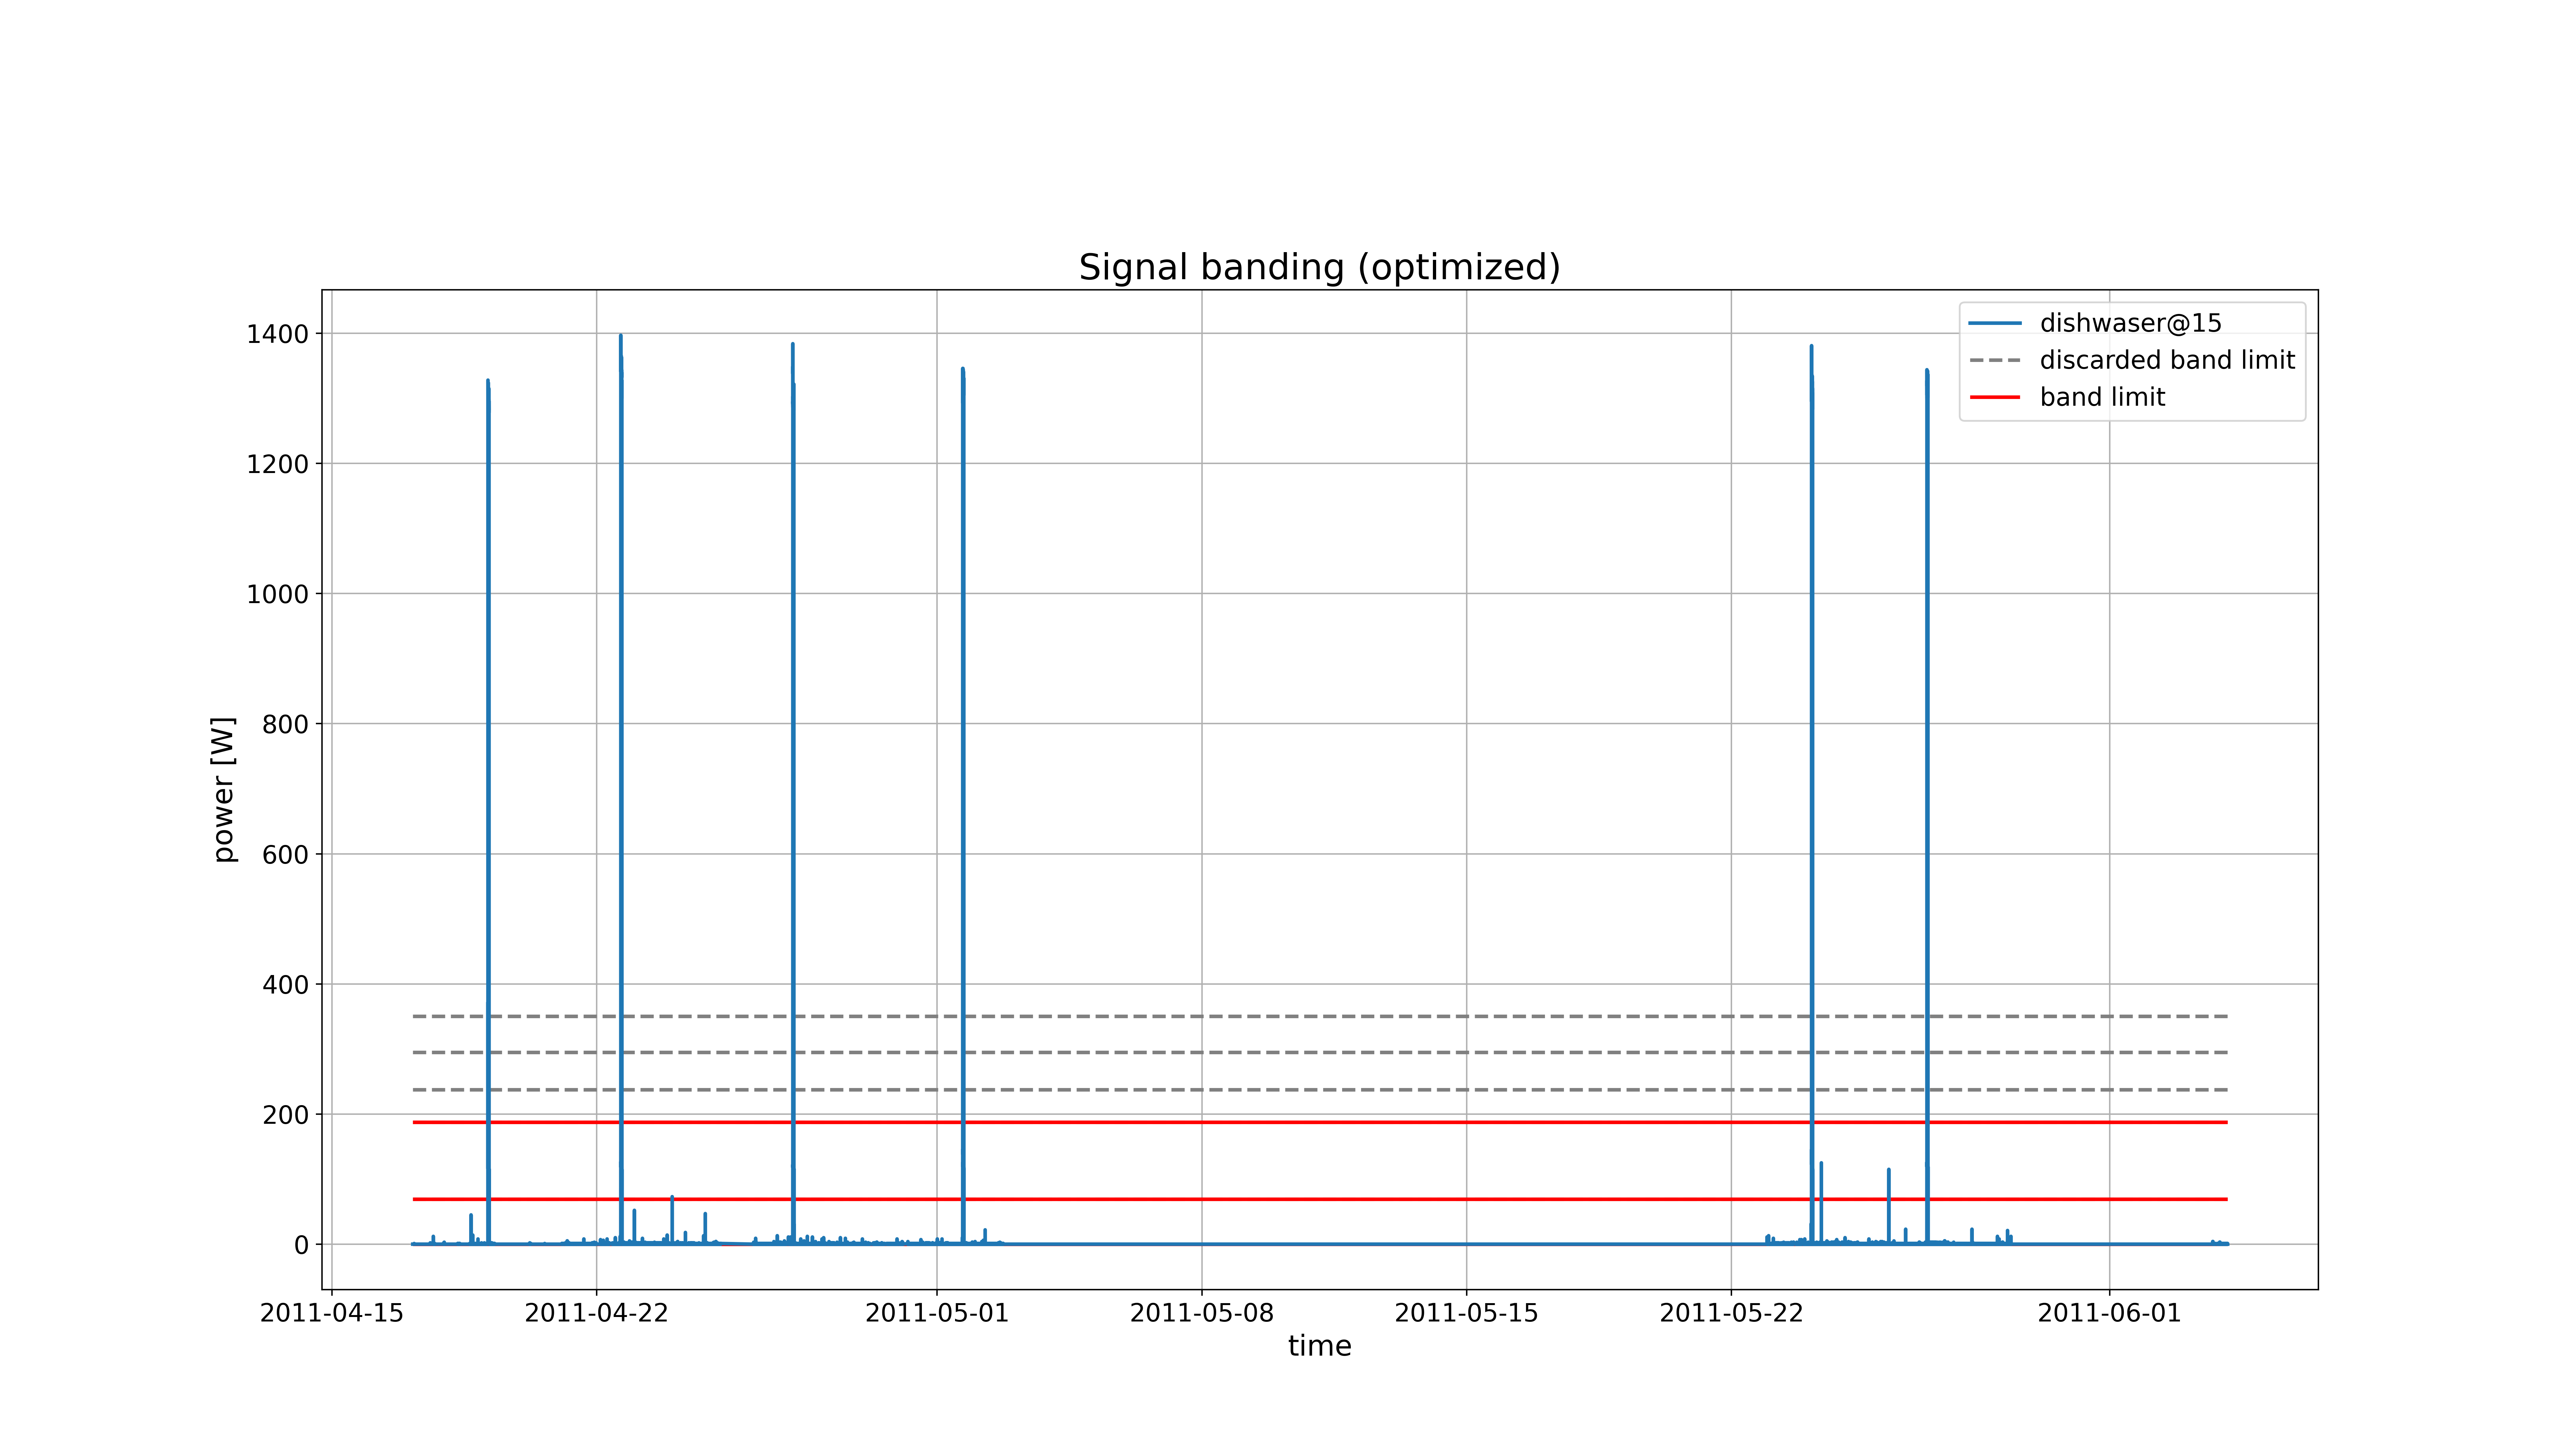 Signal banding (optimized)
dishwaser@15
discarded band limit
band limit
1400
1200
1000
800
600
400
200
0
power [W]
2011-04-15 2011-04-22 2011-05-01 2011-05-08 2011-05-15 2011-05-22 2011-06-01
time